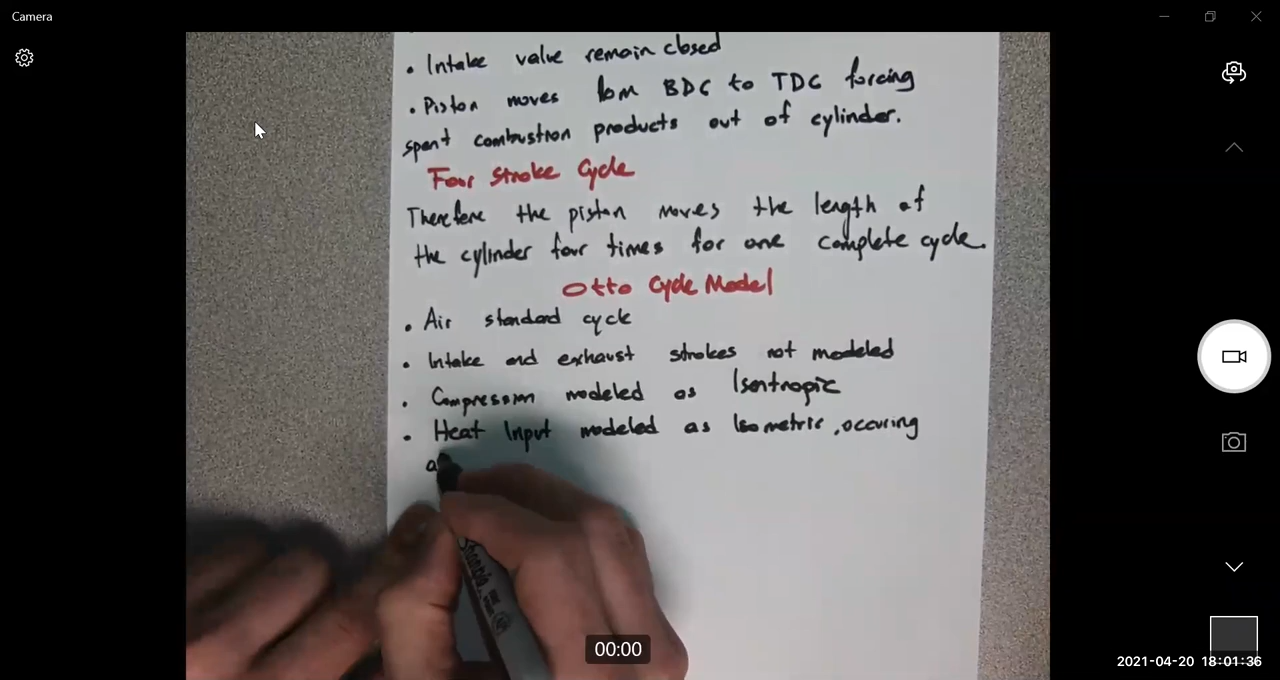 Camera
• Intake value remain closed
• Piston moves from BDC to TDC forcing
spent combustion products out of cylinder.
Four Stroke Cycle
Therefore the piston moves the length of
the cylinder four times for one complete cycle.
Otto Cycle Model
• Air standard cycle
• Intake and exhaust strokes not modeled
• Compression modeled as Isentropic
• Heat Input modeled as Isometric, occuring
a
Sharpie
00:00
2021-04-20 18:01:36